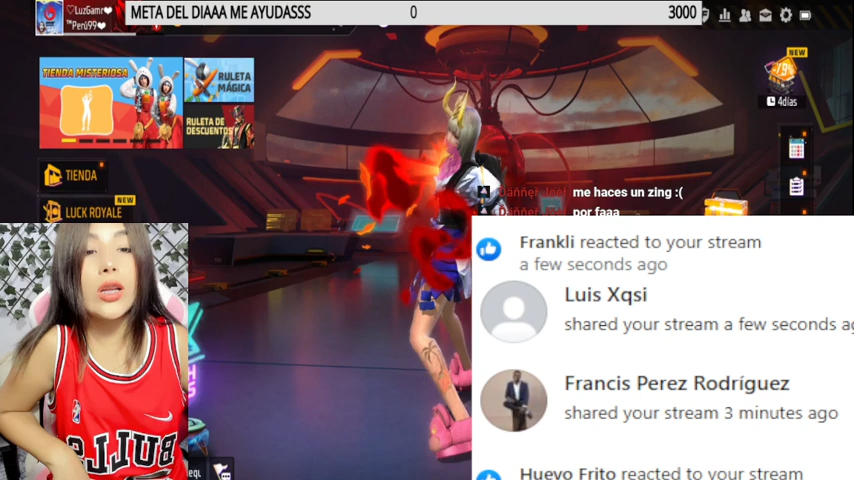 META DEL DIAAA ME AYUDASSS 0 3000
♡LuzGamr❤
™Perú99❤
NEW
79%
4días
TIENDA MISTERIOSA
RULETA MÁGICA
RULETA DE DESCUENTOS
TIENDA
NEW
LUCK ROYALE
me haces un zing :(
por faaa
Frankli reacted to your stream
a few seconds ago
Luis Xqsi
shared your stream a few seconds ag
Francis Perez Rodríguez
shared your stream 3 minutes ago
Huevo Frito reacted to your stream
BULLS